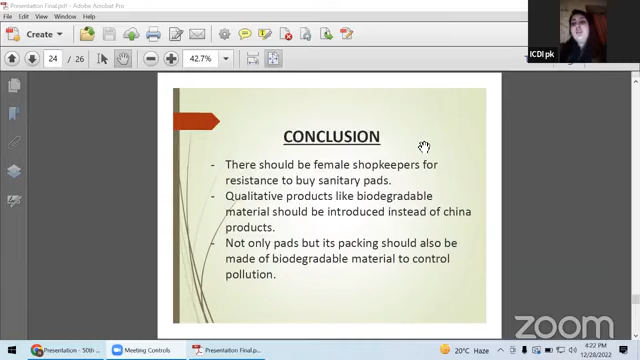 Presentation Final.pdf - Adobe Acrobat Pro
File Edit View Window Help
Create
24 / 26
42.7%
ICDI pk
CONCLUSION
- There should be female shopkeepers for
resistance to buy sanitary pads.
- Qualitative products like biodegradable
material should be introduced instead of china
products.
- Not only pads but its packing should also be
made of biodegradable material to control
pollution.
zoom
Presentation - 50th ...
Meeting Controls
Presentation Final.p...
20°C Haze
4:22 PM
12/28/2022